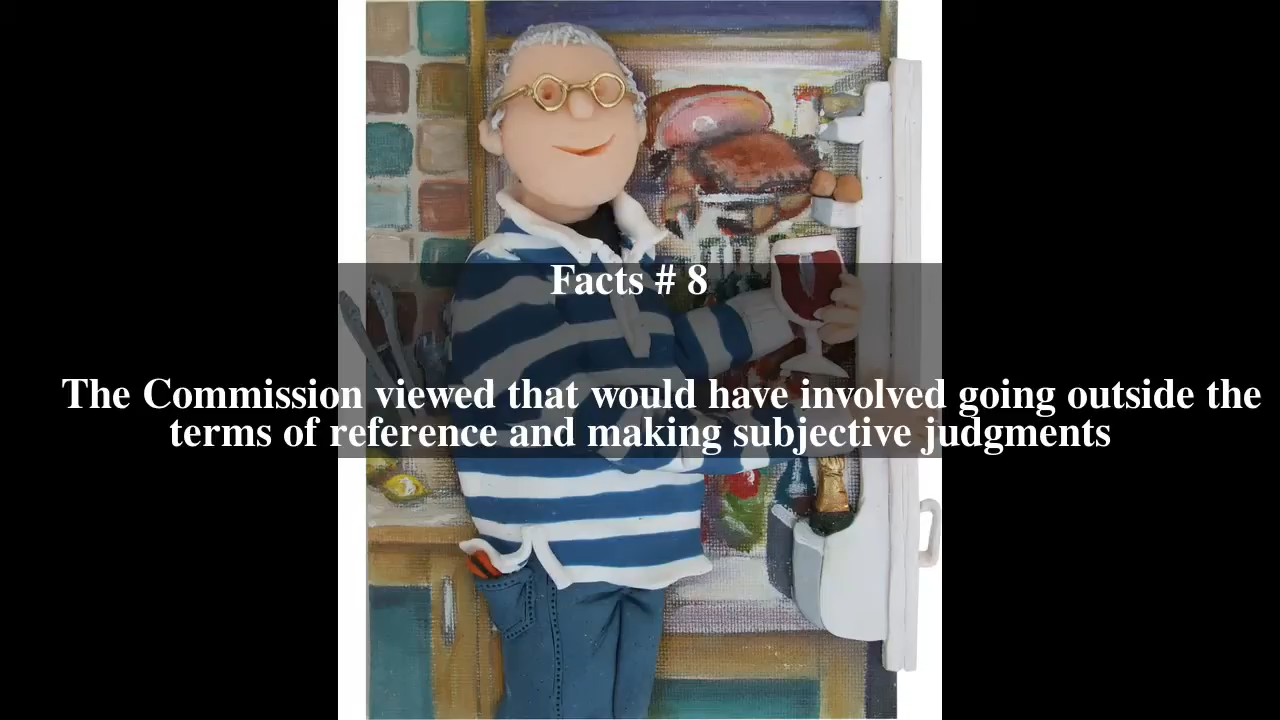 Facts # 8
The Commission viewed that would have involved going outside the
terms of reference and making subjective judgments